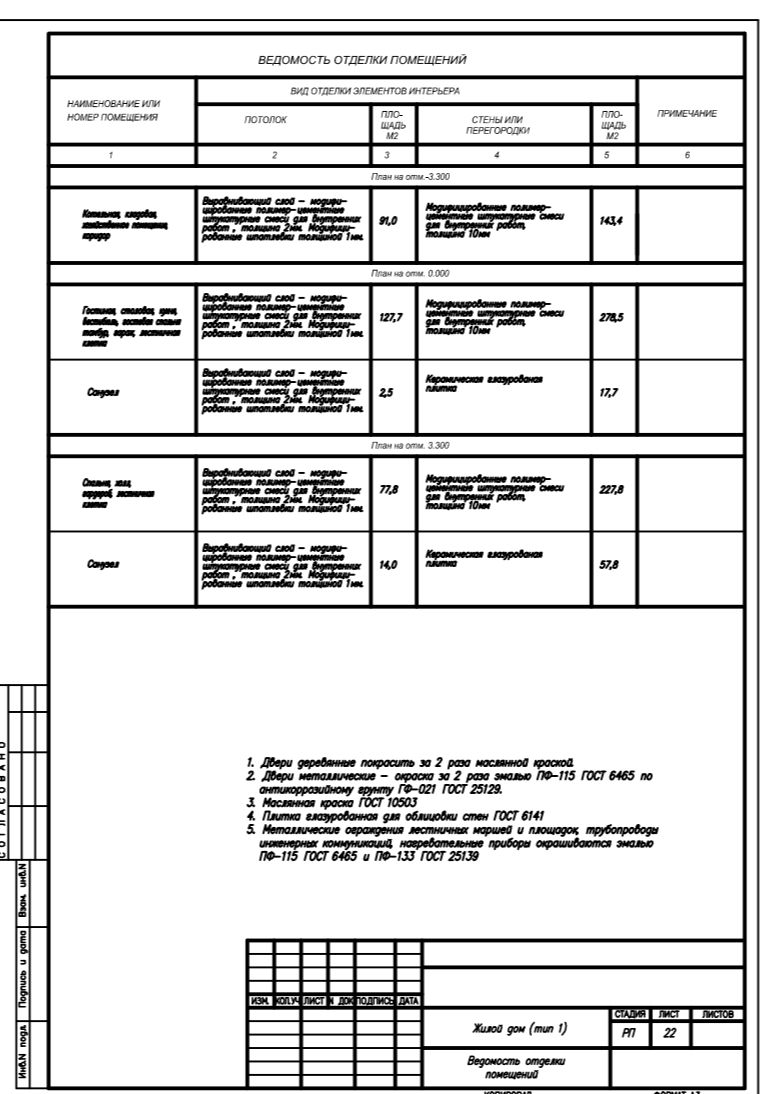 ВЕДОМОСТЬ ОТДЕЛКИ ПОМЕЩЕНИЙ
НАИМЕНОВАНИЕ ИЛИ
НОМЕР ПОМЕЩЕНИЯ
ВИД ОТДЕЛКИ ЭЛЕМЕНТОВ ИНТЕРЬЕРА
ПОТОЛОК
ПЛО-
ЩАДЬ
М2
СТЕНЫ ИЛИ
ПЕРЕГОРОДКИ
ПЛО-
ЩАДЬ
М2
ПРИМЕЧАНИЕ
1 2 3 4 5 6
План на отм.-3.300
Котельная, кладовая,
хозяйственное помещение,
коридор
Выравнивающий слой – модифи-
цированные полимер-цементные
штукатурные смеси для внутренних
работ , толщина 2мм. Модифици-
рованные шпатлевки толщиной 1мм.
91,0
Модифицированные полимер-
цементные штукатурные смеси
для внутренних работ,
толщина 10мм
143,4
План на отм. 0.000
Гостиная, столовая, кухня,
вестибюль, гостевая спальня
тамбур, гараж, лестничная
клетка
Выравнивающий слой – модифи-
цированные полимер-цементные
штукатурные смеси для внутренних
работ , толщина 2мм. Модифици-
рованные шпатлевки толщиной 1мм.
127,7
Модифицированные полимер-
цементные штукатурные смеси
для внутренних работ,
толщина 10мм
278,5
Санузел
Выравнивающий слой – модифи-
цированные полимер-цементные
штукатурные смеси для внутренних
работ , толщина 2мм. Модифици-
рованные шпатлевки толщиной 1мм.
2,5
Керамическая глазурованая
плитка
17,7
План на отм. 3.300
Спальня, холл,
гардероб, лестничная
клетка
Выравнивающий слой – модифи-
цированные полимер-цементные
штукатурные смеси для внутренних
работ , толщина 2мм. Модифици-
рованные шпатлевки толщиной 1мм.
77,8
Модифицированные полимер-
цементные штукатурные смеси
для внутренних работ,
толщина 10мм
227,8
Санузел
Выравнивающий слой – модифи-
цированные полимер-цементные
штукатурные смеси для внутренних
работ , толщина 2мм. Модифици-
рованные шпатлевки толщиной 1мм.
14,0
Керамическая глазурованая
плитка
57,8
1. Двери деревянные покрасить за 2 раза маслянной краской.
2. Двери металлические – окраска за 2 раза эмалью ПФ-115 ГОСТ 6465 по
антикоррозийному грунту ГФ-021 ГОСТ 25129.
3. Маслянная краска ГОСТ 10503
4. Плитка глазурованная для облицовки стен ГОСТ 6141
5. Металлические ограждения лестничных маршей и площадок, трубопроводы
инженерных коммуникаций, нагревательные приборы окрашиваются эмалью
ПФ-115 ГОСТ 6465 и ПФ-133 ГОСТ 25139
СОГЛАСОВАНО
Взам. инв.N
Подпись и дата
Инв.N подл.
ИЗМ. КОЛ.УЧ ЛИСТ N ДОК ПОДПИСЬ ДАТА
Жилой дом (тип 1)
СТАДИЯ ЛИСТ ЛИСТОВ
РП 22
Ведомость отделки
помещений
КОПИРОВАЛ ФОРМАТ А3